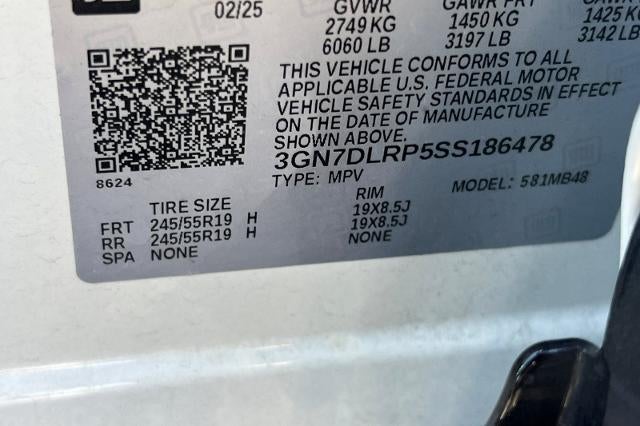 02/25 GVWR GAWR FRT GAWR
2749 KG 1450 KG 1425 KG
6060 LB 3197 LB 3142 LB
THIS VEHICLE CONFORMS TO ALL
APPLICABLE U.S. FEDERAL MOTOR
VEHICLE SAFETY STANDARDS IN EFFECT
ON THE DATE OF MANUFACTURE
SHOWN ABOVE.
3GN7DLRP5SS186478
8624
TYPE: MPV MODEL: 581MB48
TIRE SIZE RIM
FRT 245/55R19 H 19X8.5J
RR 245/55R19 H 19X8.5J
SPA NONE NONE